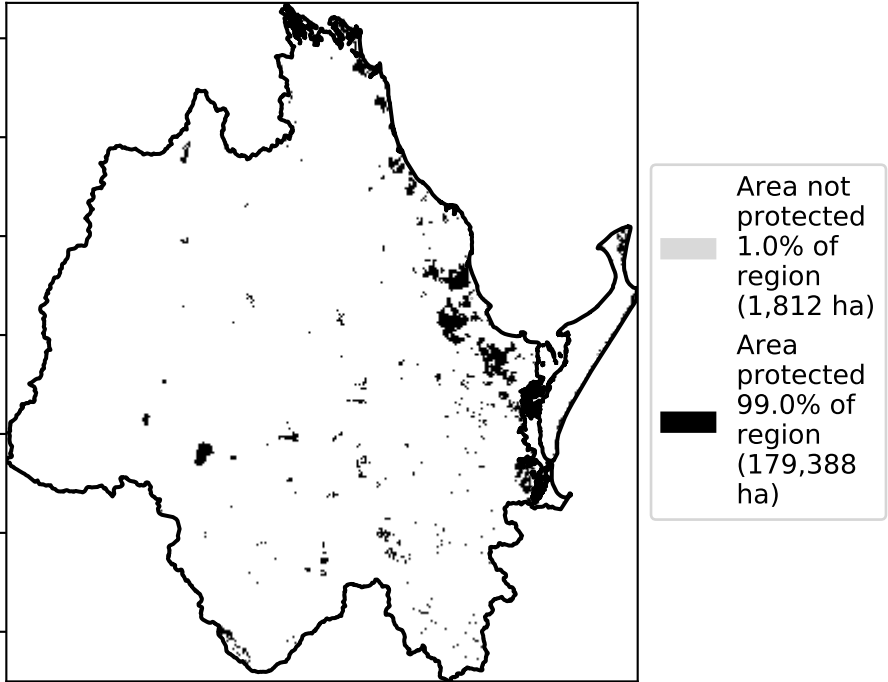 Area not
protected
1.0% of
region
(1,812 ha)
Area
protected
99.0% of
region
(179,388
ha)